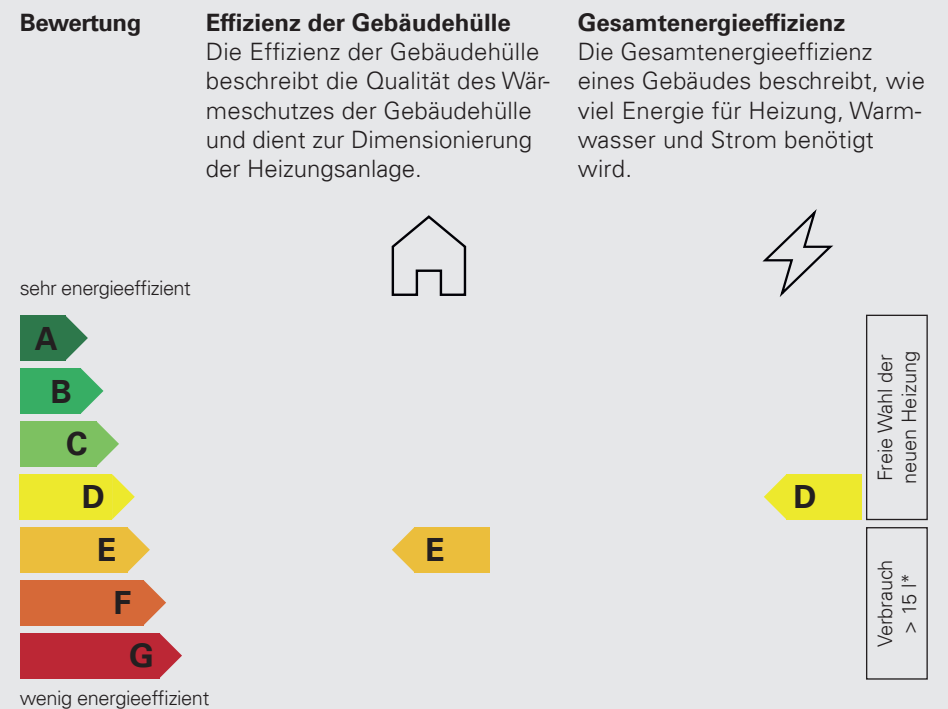 Bewertung
Effizienz der Gebäudehülle
Die Effizienz der Gebäudehülle
beschreibt die Qualität des Wär-
meschutzes der Gebäudehülle
und dient zur Dimensionierung
der Heizungsanlage.
Gesamtenergieeffizienz
Die Gesamtenergieeffizienz
eines Gebäudes beschreibt, wie
viel Energie für Heizung, Warm-
wasser und Strom benötigt
wird.
sehr energieeffizient
A
B
C
D
D
E
E
F
G
wenig energieeffizient
Freie Wahl der
neuen Heizung
Verbrauch
> 15 l*